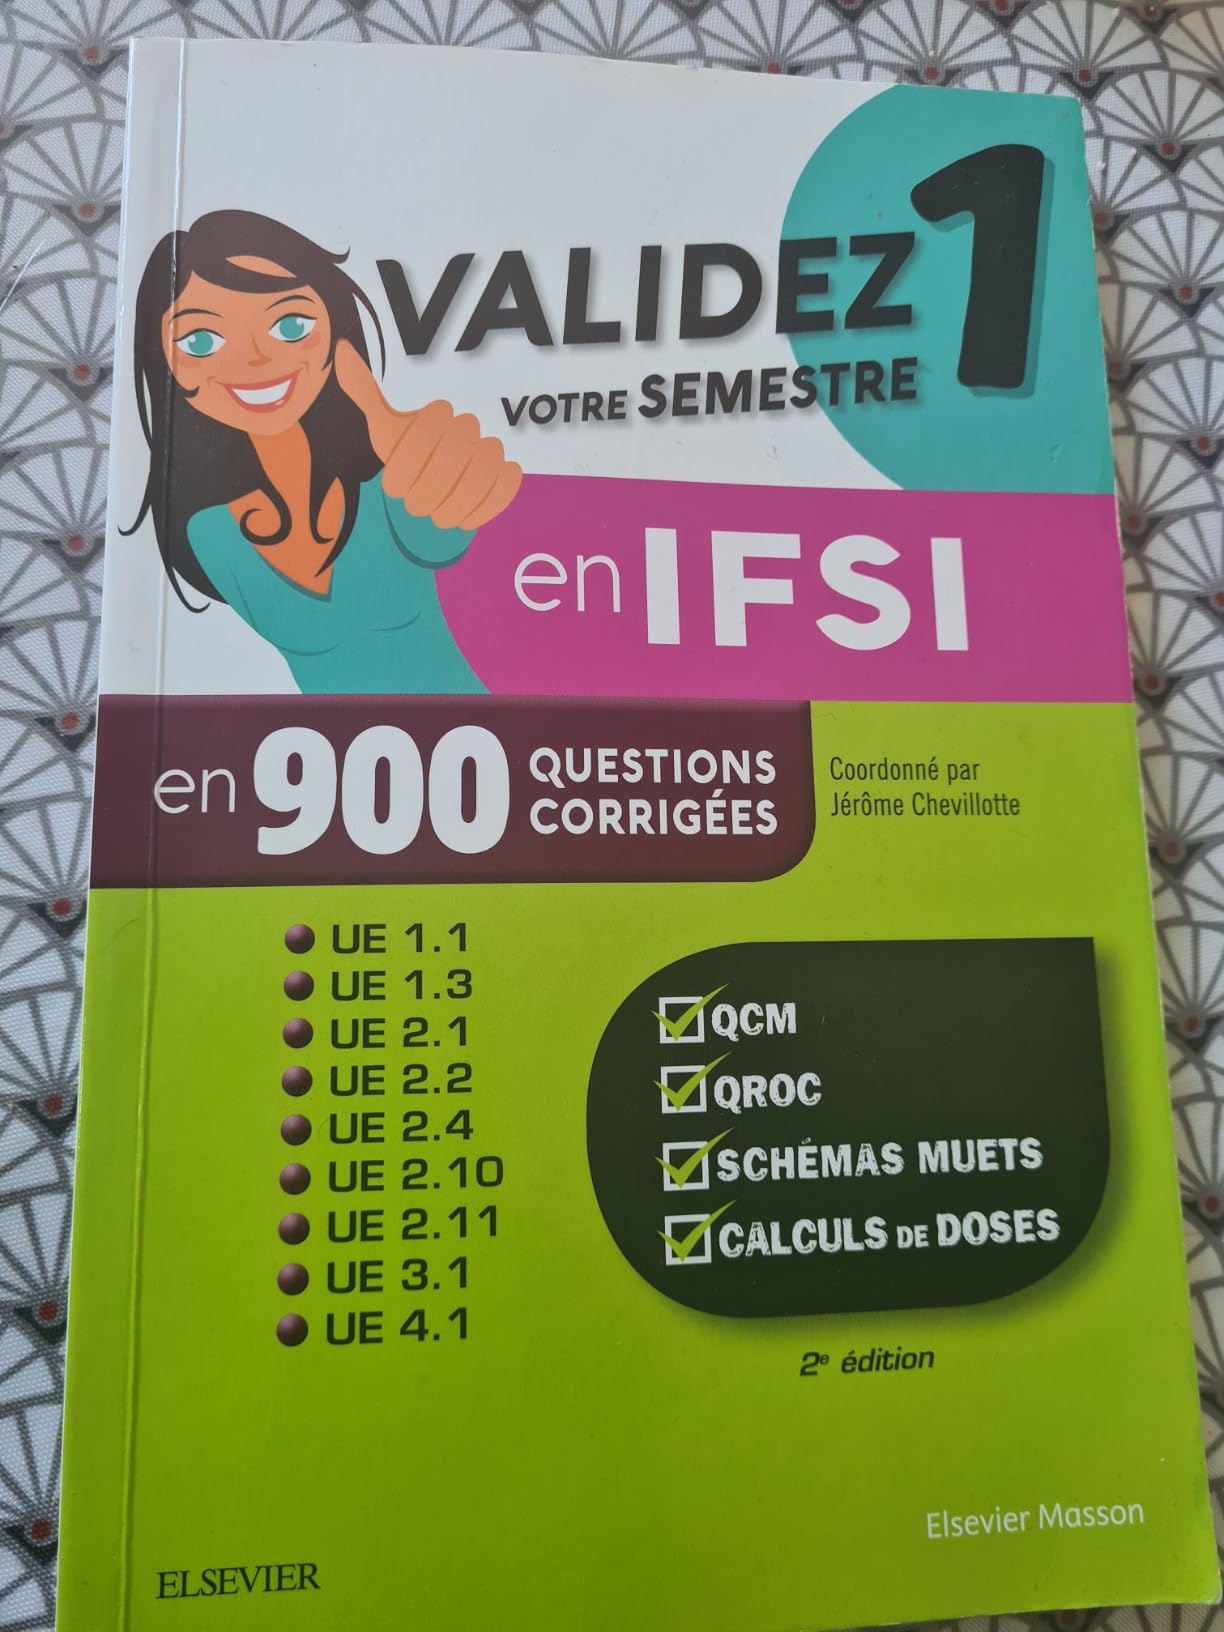 VALIDEZ 1
VOTRE SEMESTRE
en IFSI
en 900 QUESTIONS
CORRIGÉES
Coordonné par
Jérôme Chevillotte
UE 1.1
UE 1.3
UE 2.1
UE 2.2
UE 2.4
UE 2.10
UE 2.11
UE 3.1
UE 4.1
QCM
QROC
SCHÉMAS MUETS
CALCULS DE DOSES
2e édition
Elsevier Masson
ELSEVIER